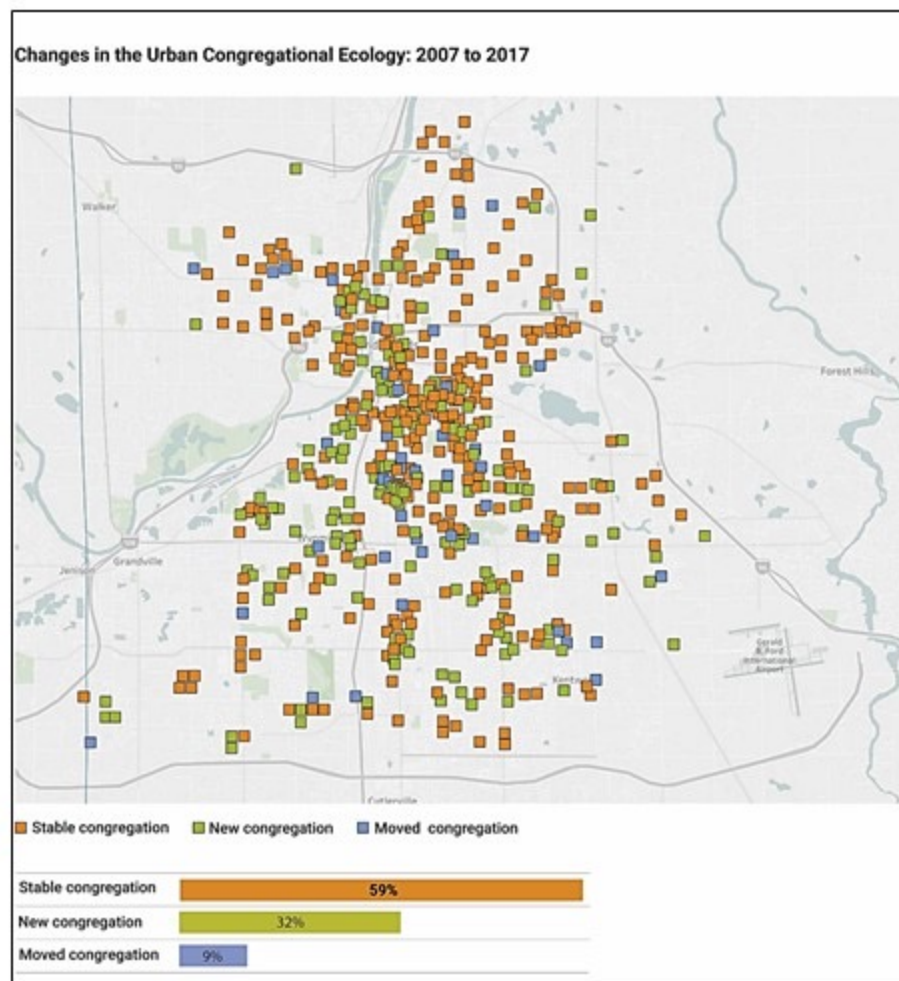 Changes in the Urban Congregational Ecology: 2007 to 2017
Walker
Forest Hills
Grandville
Jenison
Gerald
R. Ford
International
Airport
Cutlerville
Stable congregation New congregation Moved congregation
Stable congregation 59%
New congregation 32%
Moved congregation 9%